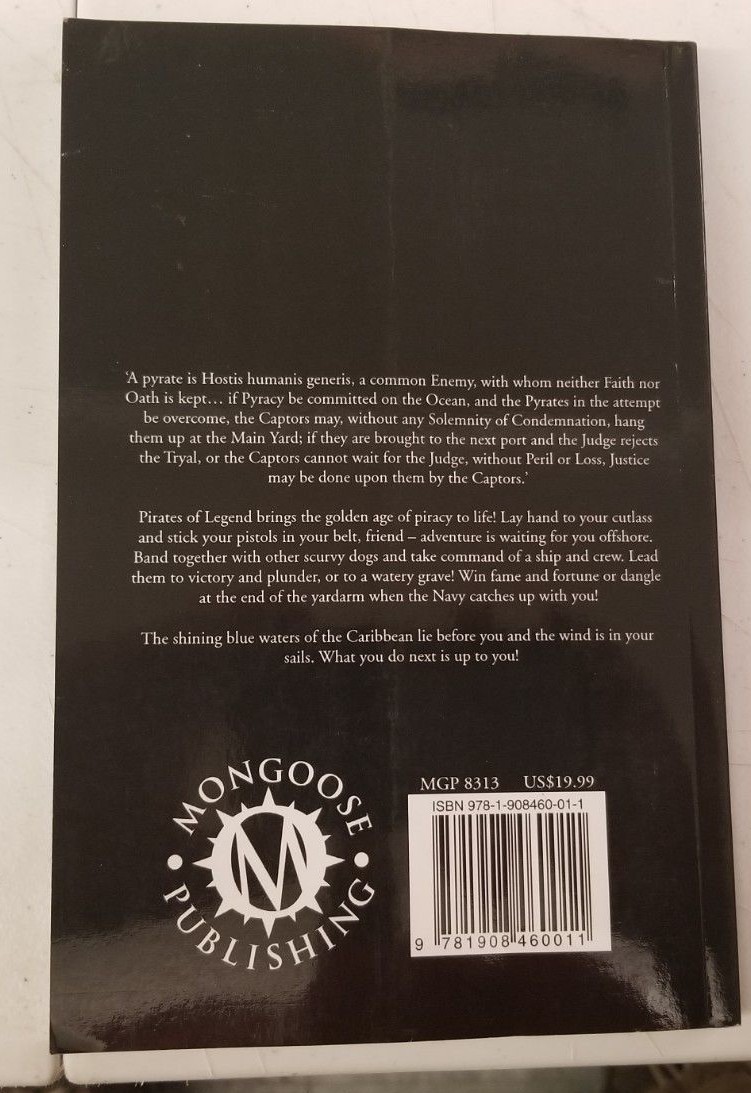 ‘A pyrate is Hostis humanis generis, a common Enemy, with whom neither Faith nor
Oath is kept… if Pyracy be committed on the Ocean, and the Pyrates in the attempt
be overcome, the Captors may, without any Solemnity of Condemnation, hang
them up at the Main Yard; if they are brought to the next port and the Judge rejects
the Tryal, or the Captors cannot wait for the Judge, without Peril or Loss, Justice
may be done upon them by the Captors.’
Pirates of Legend brings the golden age of piracy to life! Lay hand to your cutlass
and stick your pistols in your belt, friend – adventure is waiting for you offshore.
Band together with other scurvy dogs and take command of a ship and crew. Lead
them to victory and plunder, or to a watery grave! Win fame and fortune or dangle
at the end of the yardarm when the Navy catches up with you!
The shining blue waters of the Caribbean lie before you and the wind is in your
sails. What you do next is up to you!
MONGOOSE
M
PUBLISHING
MGP 8313 US$19.99
ISBN 978-1-908460-01-1
9 781908 460011